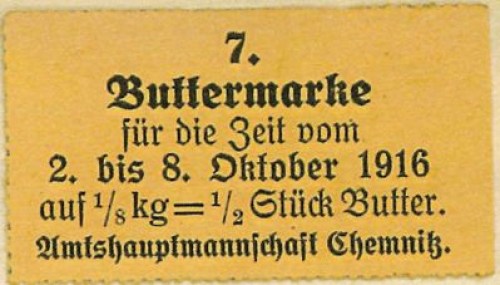 7.
Buttermarke
für die Zeit vom
2. bis 8. Oktober 1916
auf 1/8 kg = 1/2 Stück Butter.
Amtshauptmannschaft Chemnitz.